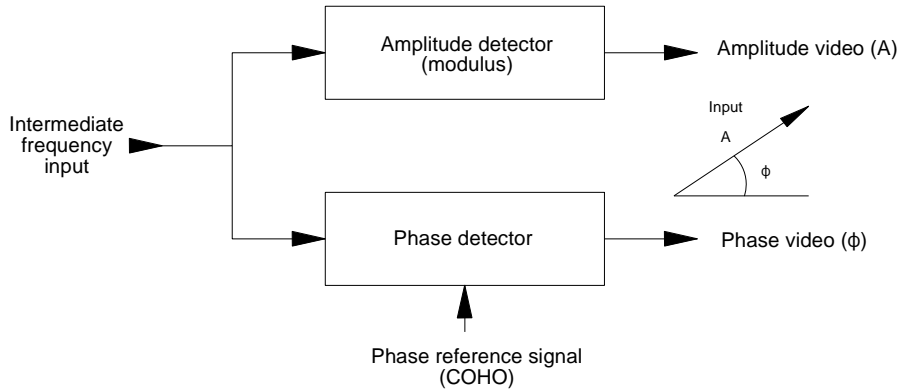 Amplitude detector
(modulus)
Amplitude video (A)
Intermediate
frequency
input
Input
A
ϕ
Phase detector
Phase video (ϕ)
Phase reference signal
(COHO)